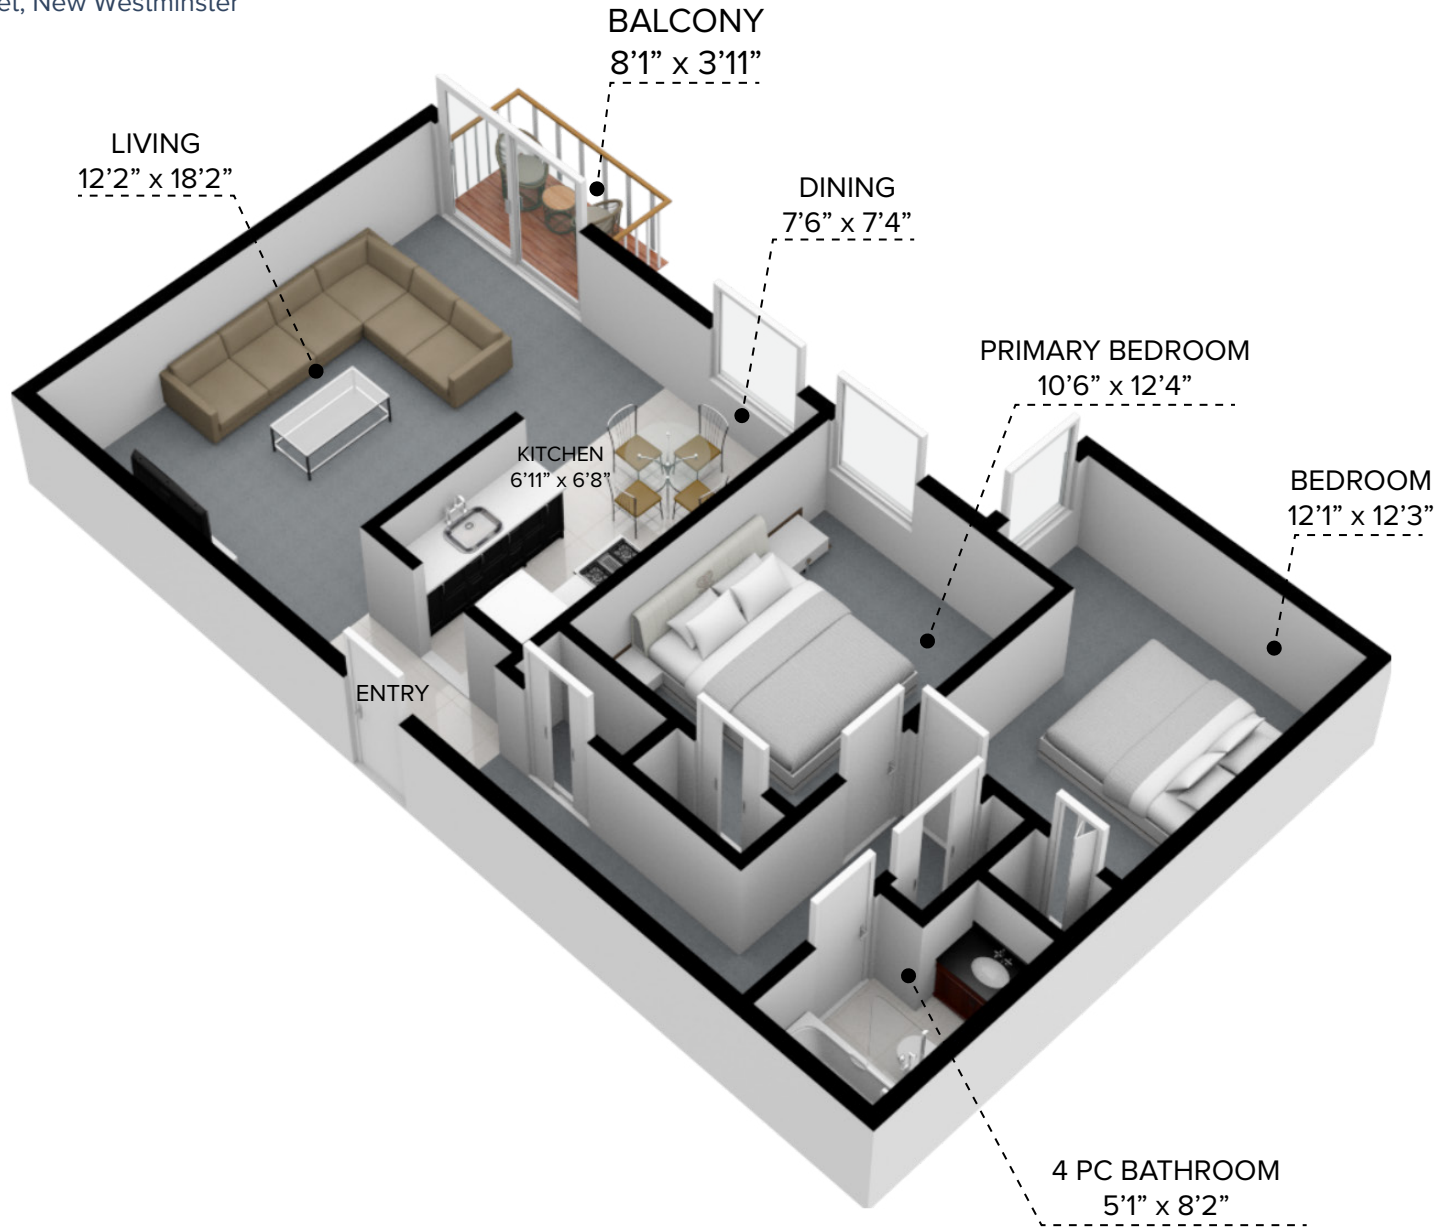 New Westminster
BALCONY
8’1” x 3’11”
LIVING
12’2” x 18’2”
DINING
7’6” x 7’4”
PRIMARY BEDROOM
10’6” x 12’4”
KITCHEN
6’11” x 6’8”
BEDROOM
12’1” x 12’3”
ENTRY
4 PC BATHROOM
5’1” x 8’2”